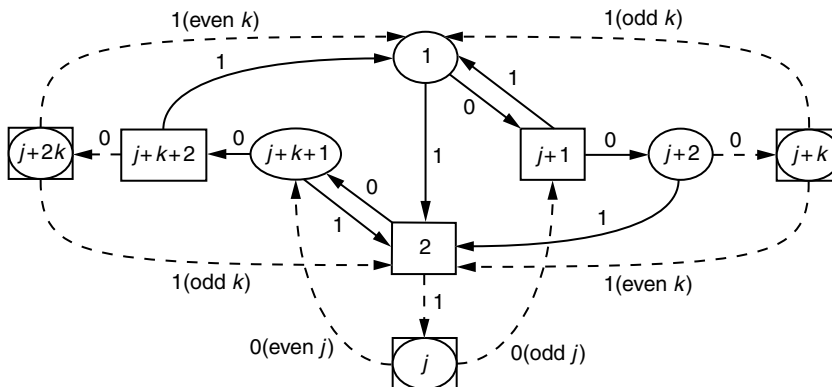 1(even k)
1(odd k)
1
1
1
0
j+2k
0
j+k+2
0
j+k+1
1
j+1
0
j+2
0
j+k
0
1
1
2
1(odd k)
1(even k)
1
0(even j)
j
0(odd j)